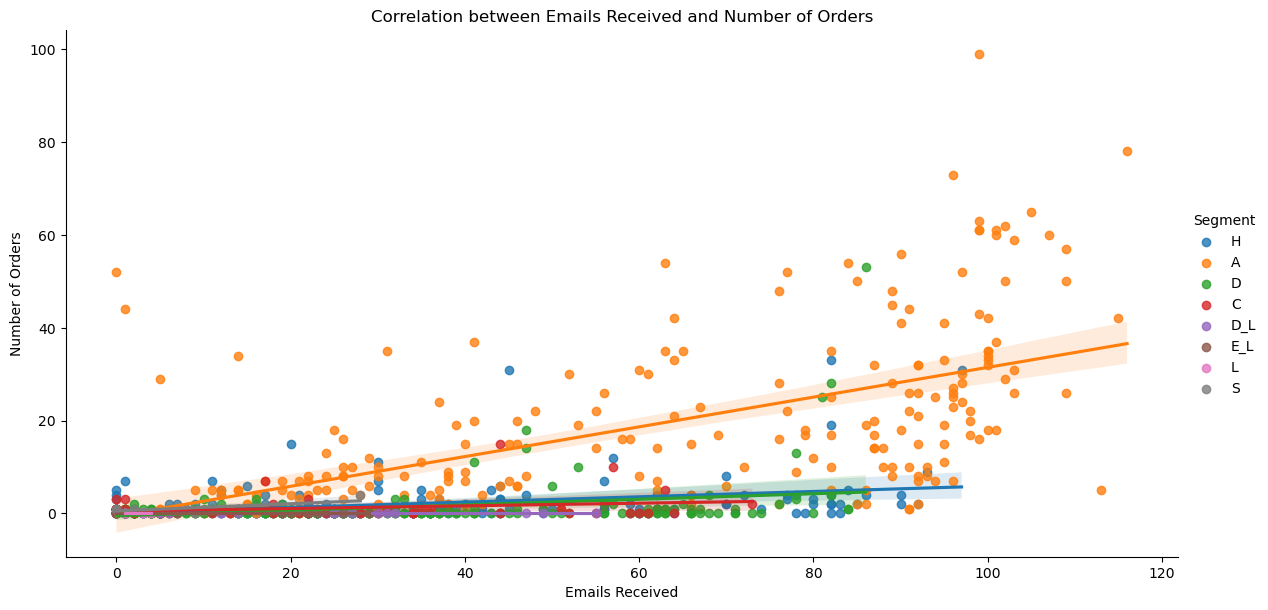 Correlation between Emails Received and Number of Orders
100
80
60
40
20
0
Number of Orders
0 20 40 60 80 100 120
Emails Received
Segment
H
A
D
C
D_L
E_L
L
S